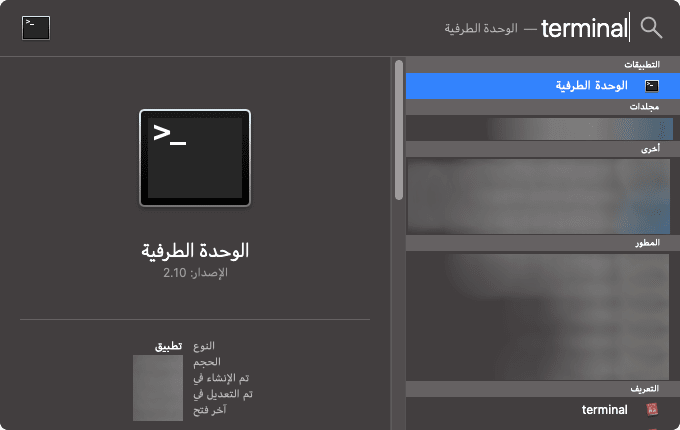 terminal — الوحدة الطرفية
التطبيقات
الوحدة الطرفية
مجلدات
أخرى
المطور
التعريف
terminal
>_
الوحدة الطرفية
الإصدار: 2.10
النوع تطبيق
الحجم
تم الإنشاء في
تم التعديل في
آخر فتح